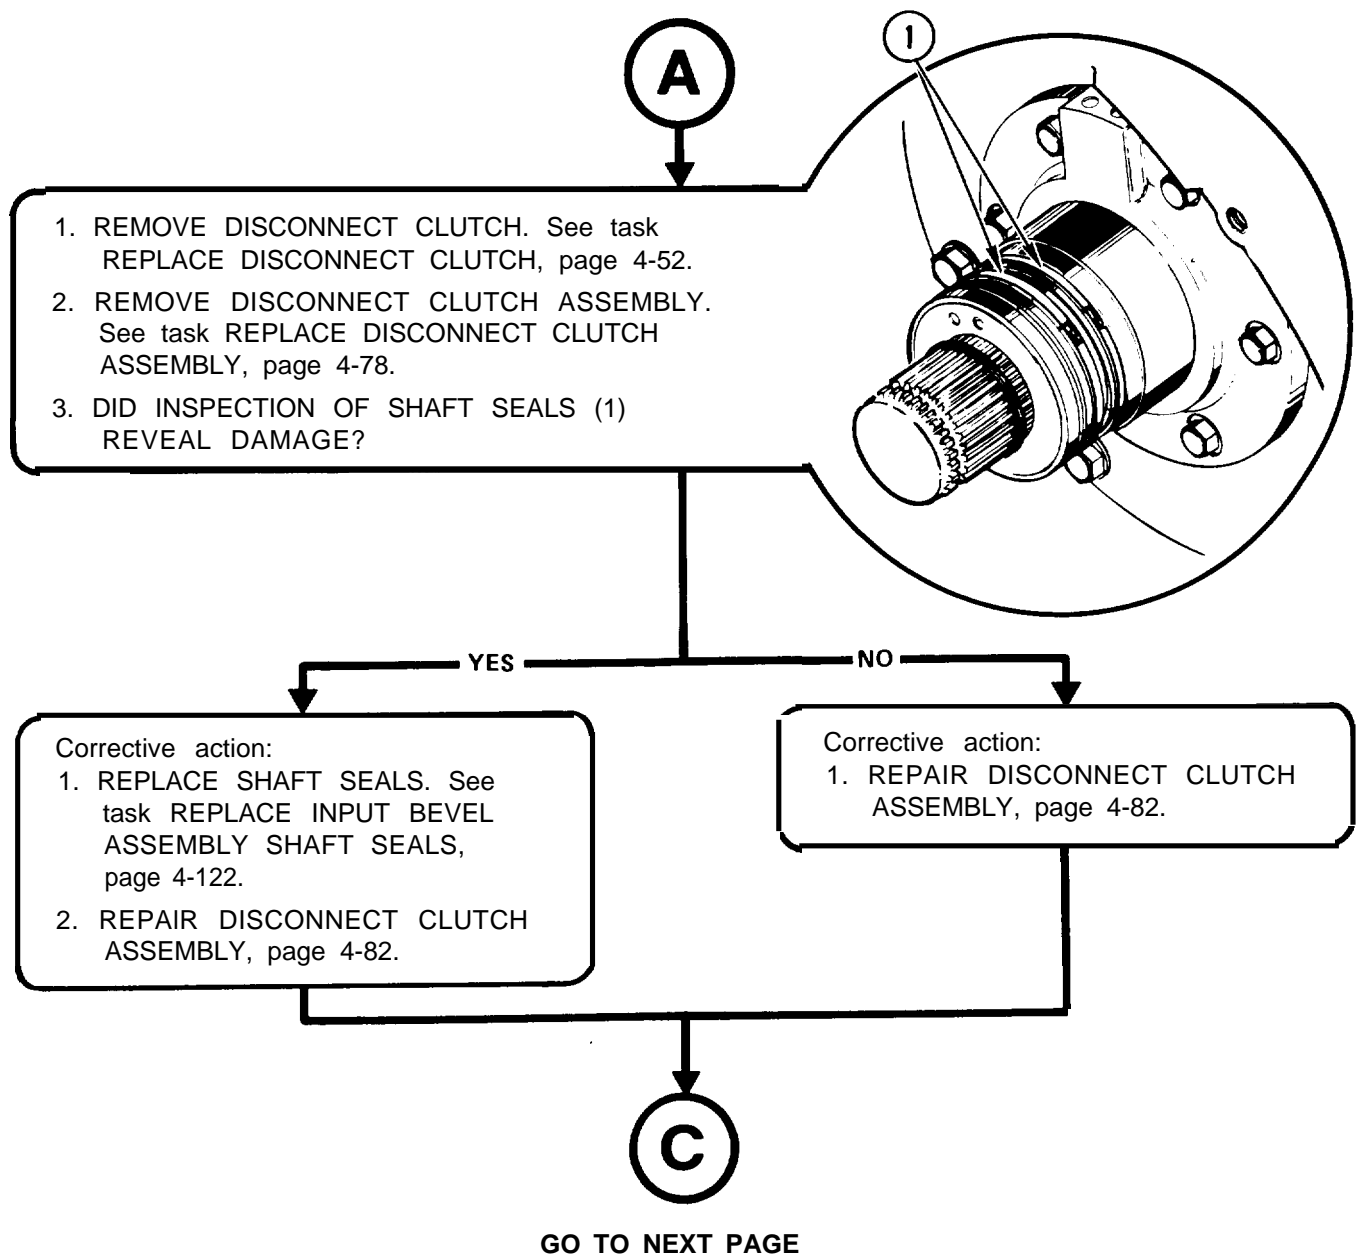 A
1
1. REMOVE DISCONNECT CLUTCH. See task
REPLACE DISCONNECT CLUTCH, page 4-52.
2. REMOVE DISCONNECT CLUTCH ASSEMBLY.
See task REPLACE DISCONNECT CLUTCH
ASSEMBLY, page 4-78.
3. DID INSPECTION OF SHAFT SEALS (1)
REVEAL DAMAGE?
YES
NO
Corrective action:
1. REPLACE SHAFT SEALS. See
task REPLACE INPUT BEVEL
ASSEMBLY SHAFT SEALS,
page 4-122.
2. REPAIR DISCONNECT CLUTCH
ASSEMBLY, page 4-82.
Corrective action:
1. REPAIR DISCONNECT CLUTCH
ASSEMBLY, page 4-82.
C
GO TO NEXT PAGE